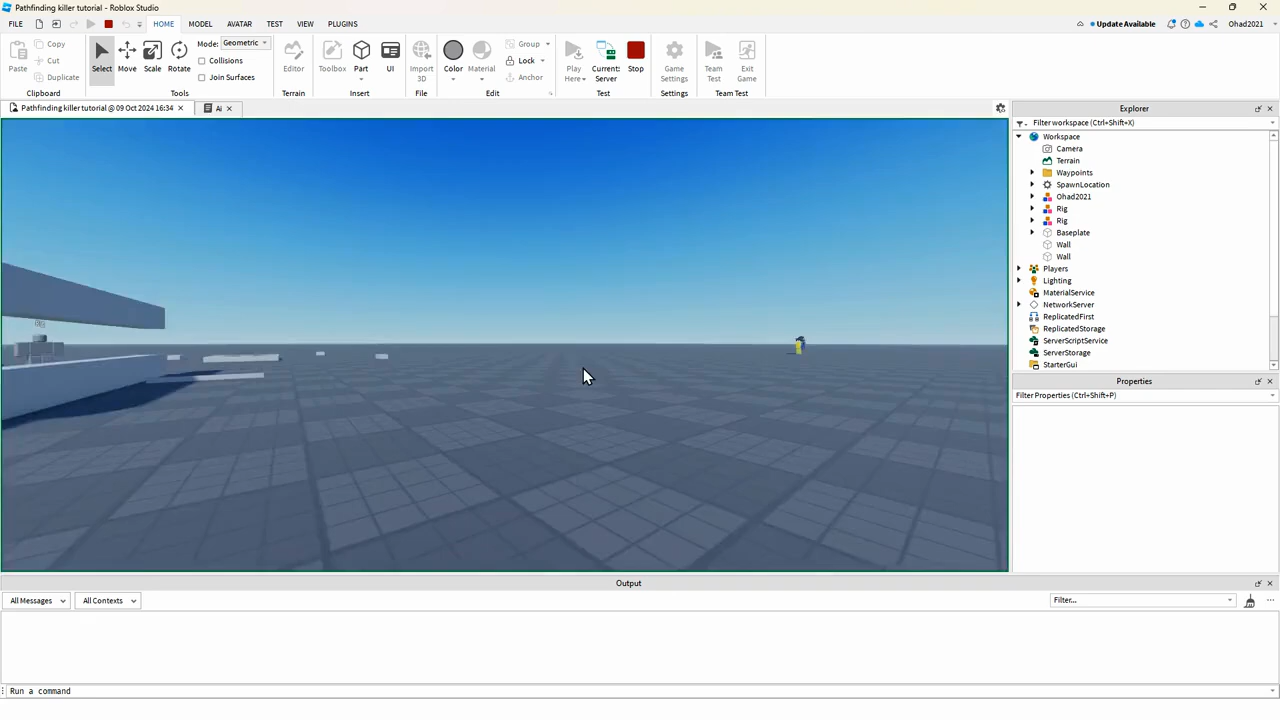 Pathfinding killer tutorial - Roblox Studio
FILE
HOME MODEL AVATAR TEST VIEW PLUGINS
Update Available
Ohad2021
Paste
Copy
Cut
Duplicate
Clipboard
Select
Move
Scale
Rotate
Mode: Geometric
Collisions
Join Surfaces
Tools
Editor
Terrain
Toolbox
Part
UI
Insert
Import
3D
File
Color
Material
Group
Lock
Anchor
Edit
Play
Here
Current:
Server
Stop
Test
Game
Settings
Settings
Team
Test
Exit
Game
Team Test
Pathfinding killer tutorial @ 09 Oct 2024 16:34
Ai
Explorer
Filter workspace (Ctrl+Shift+X)
Workspace
Camera
Terrain
Waypoints
SpawnLocation
Ohad2021
Rig
Rig
Baseplate
Wall
Wall
Players
Lighting
MaterialService
NetworkServer
ReplicatedFirst
ReplicatedStorage
ServerScriptService
ServerStorage
StarterGui
Properties
Filter Properties (Ctrl+Shift+P)
Output
All Messages
All Contexts
Filter...
Run a command